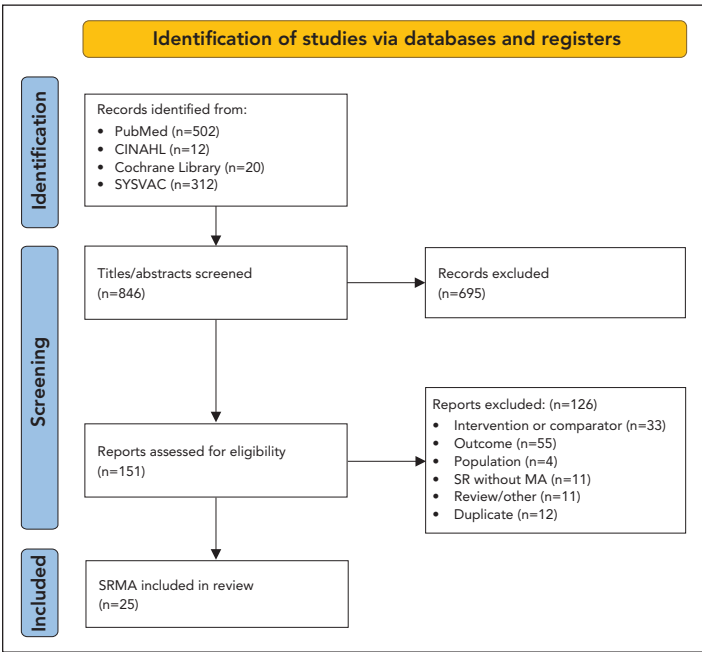 Identification of studies via databases and registers
Identification
Records identified from:
• PubMed (n=502)
• CINAHL (n=12)
• Cochrane Library (n=20)
• SYSVAC (n=312)
Screening
Titles/abstracts screened
(n=846)
Records excluded
(n=695)
Reports assessed for eligibility
(n=151)
Reports excluded: (n=126)
• Intervention or comparator (n=33)
• Outcome (n=55)
• Population (n=4)
• SR without MA (n=11)
• Review/other (n=11)
• Duplicate (n=12)
Included
SRMA included in review
(n=25)